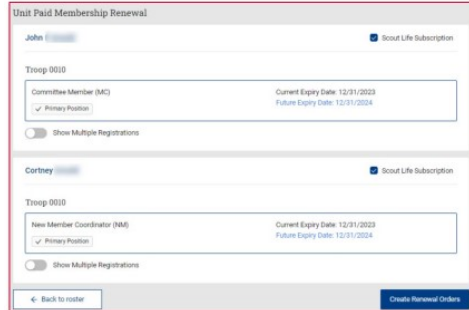 Unit Paid Membership Renewal
John
Scout Life Subscription
Troop 0010
Committee Member (MC)
Current Expiry Date: 12/31/2023
✓ Primary Position
Future Expiry Date: 12/31/2024
Show Multiple Registrations
Cortney
Scout Life Subscription
Troop 0010
New Member Coordinator (NM)
Current Expiry Date: 12/31/2023
✓ Primary Position
Future Expiry Date: 12/31/2024
Show Multiple Registrations
← Back to roster
Create Renewal Orders